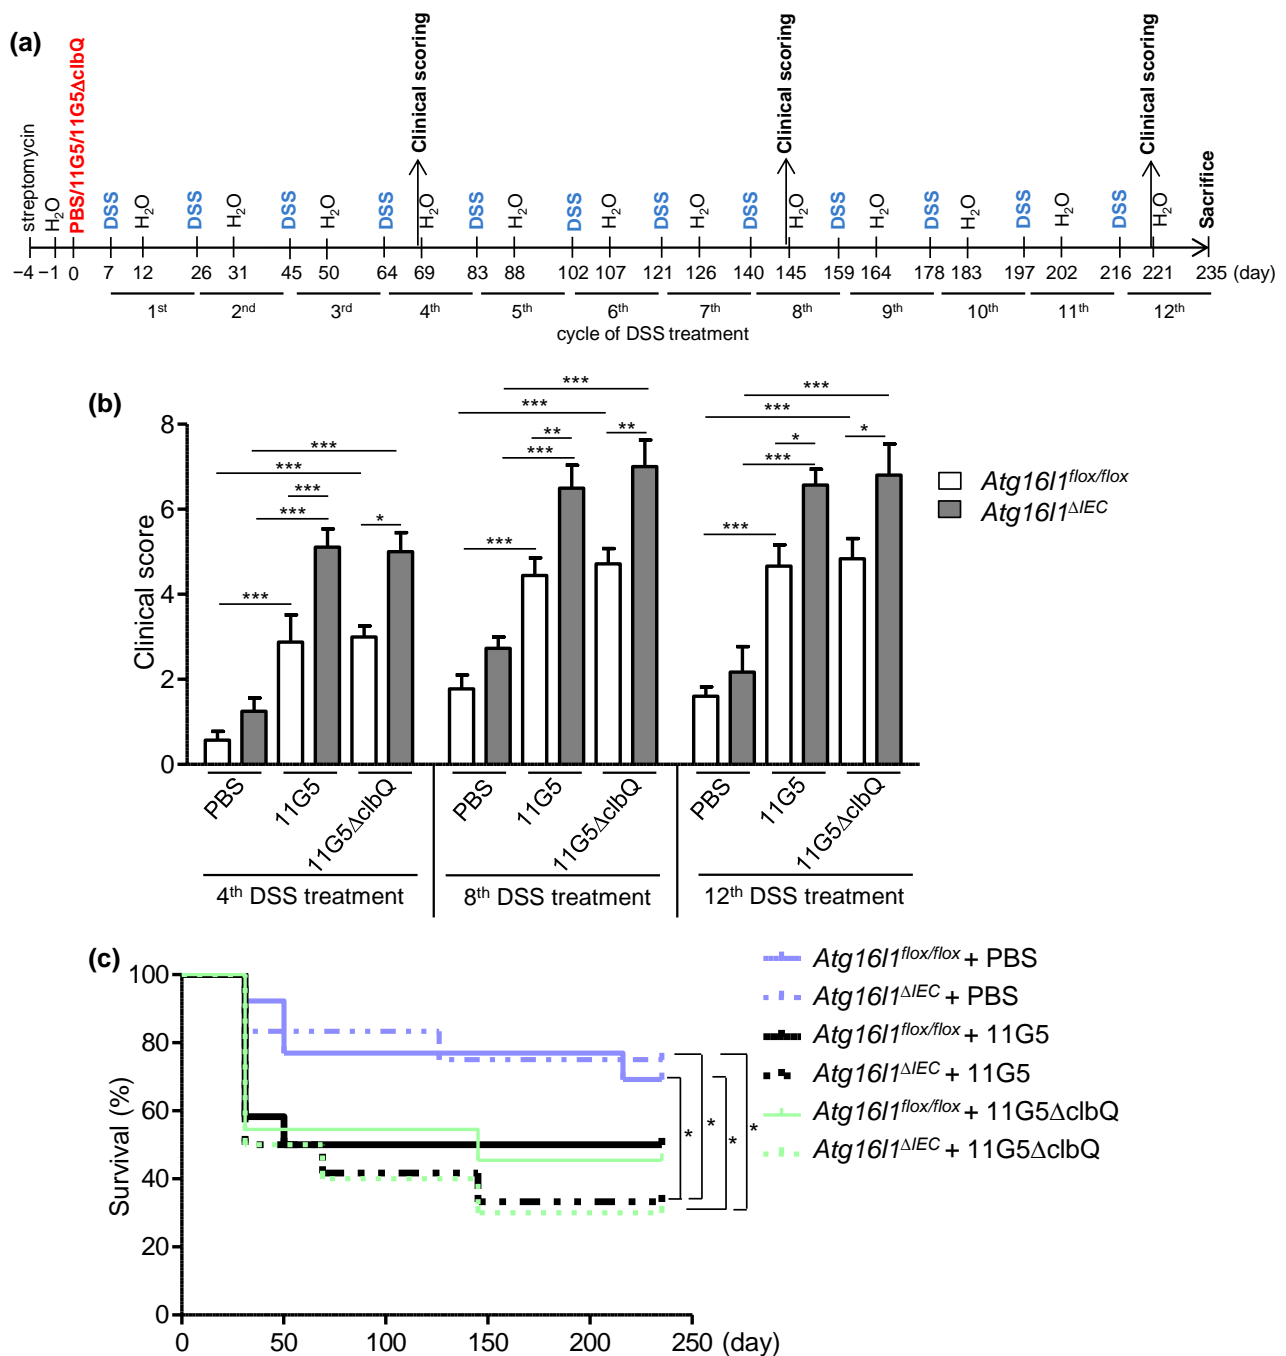 (a)
streptomycin
H2O
PBS/11G5/11G5ΔclbQ
DSS
H2O
DSS
H2O
DSS
H2O
DSS
Clinical scoring
H2O
DSS
H2O
DSS
H2O
DSS
H2O
DSS
Clinical scoring
H2O
DSS
H2O
DSS
H2O
DSS
H2O
DSS
Clinical scoring
H2O
Sacrifice
−4 −1 0 7 12 26 31 45 50 64 69 83 88 102 107 121 126 140 145 159 164 178 183 197 202 216 221 235 (day)
1st 2nd 3rd 4th 5th 6th 7th 8th 9th 10th 11th 12th
cycle of DSS treatment
(b)
Clinical score
8
6
4
2
0
***
***
***
***
***
***
*
***
***
**
***
**
***
***
***
*
***
*
***
Atg16l1flox/flox
Atg16l1ΔIEC
PBS 11G5 11G5ΔclbQ PBS 11G5 11G5ΔclbQ PBS 11G5 11G5ΔclbQ
4th DSS treatment 8th DSS treatment 12th DSS treatment
(c)
Survival (%)
100
80
60
40
20
0
0 50 100 150 200 250 (day)
* * * *
Atg16l1flox/flox + PBS
Atg16l1ΔIEC + PBS
Atg16l1flox/flox + 11G5
Atg16l1ΔIEC + 11G5
Atg16l1flox/flox + 11G5ΔclbQ
Atg16l1ΔIEC + 11G5ΔclbQ